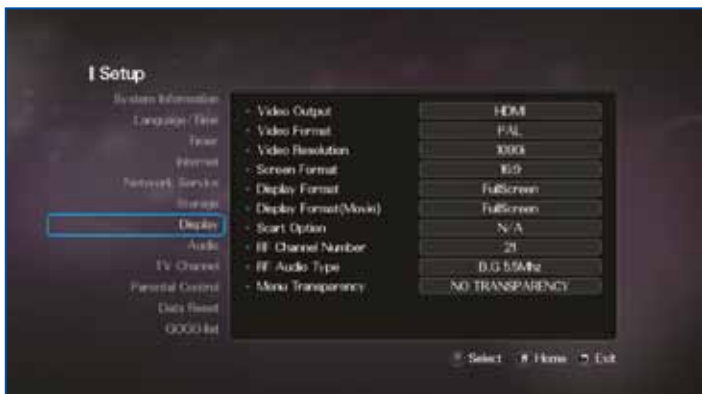 Setup
System Information
Language/Time
Timer
Internet
Network Service
Storage
Display
Audio
TV Channel
Parental Control
Data Reset
GOGO list
- Video Output HDMI
- Video Format PAL
- Video Resolution 1080i
- Screen Format 16:9
- Display Format FullScreen
- Display Format(Movie) FullScreen
- Scart Option N/A
- RF Channel Number 21
- RF Audio Type B.G 5.5Mhz
- Menu Transparency NO TRANSPARENCY
Select Home Exit